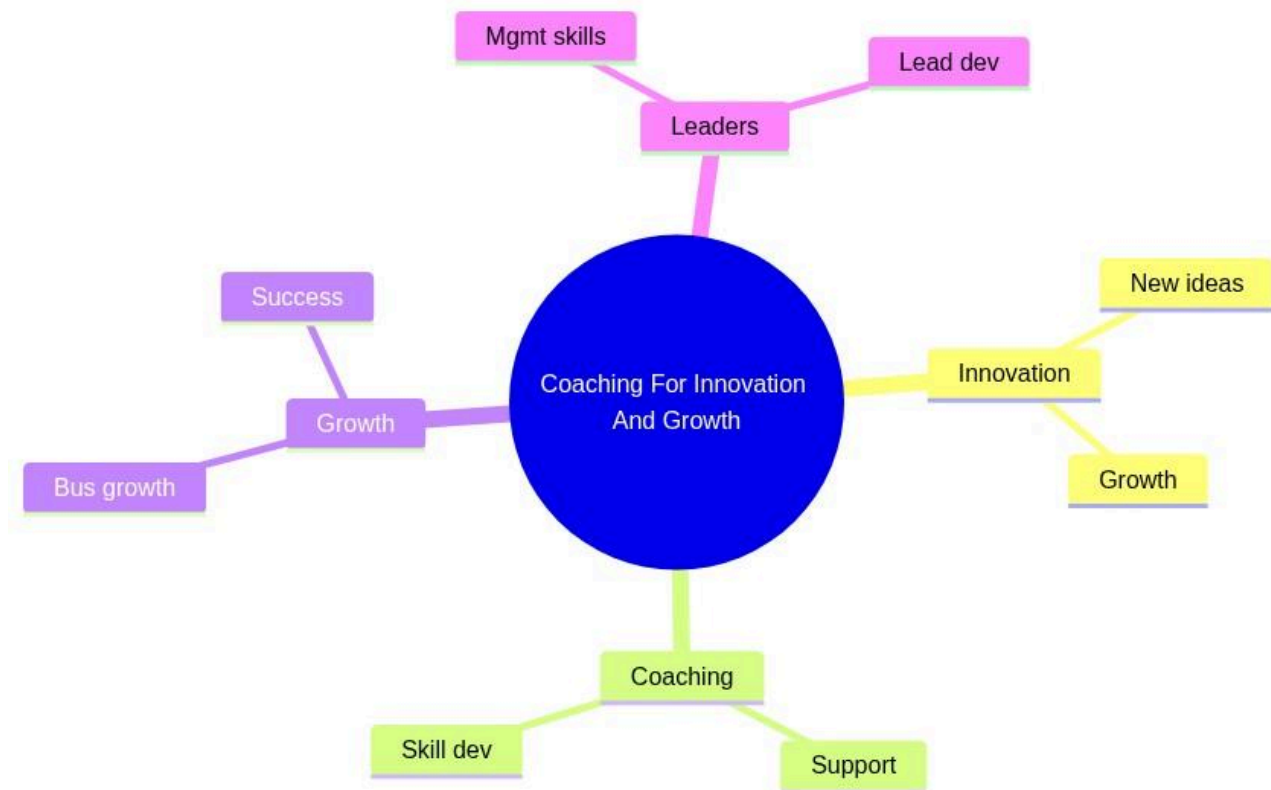 Mgmt skills
Lead dev
Leaders
New ideas
Success
Innovation
Coaching For Innovation
And Growth
Growth
Growth
Bus growth
Coaching
Skill dev
Support